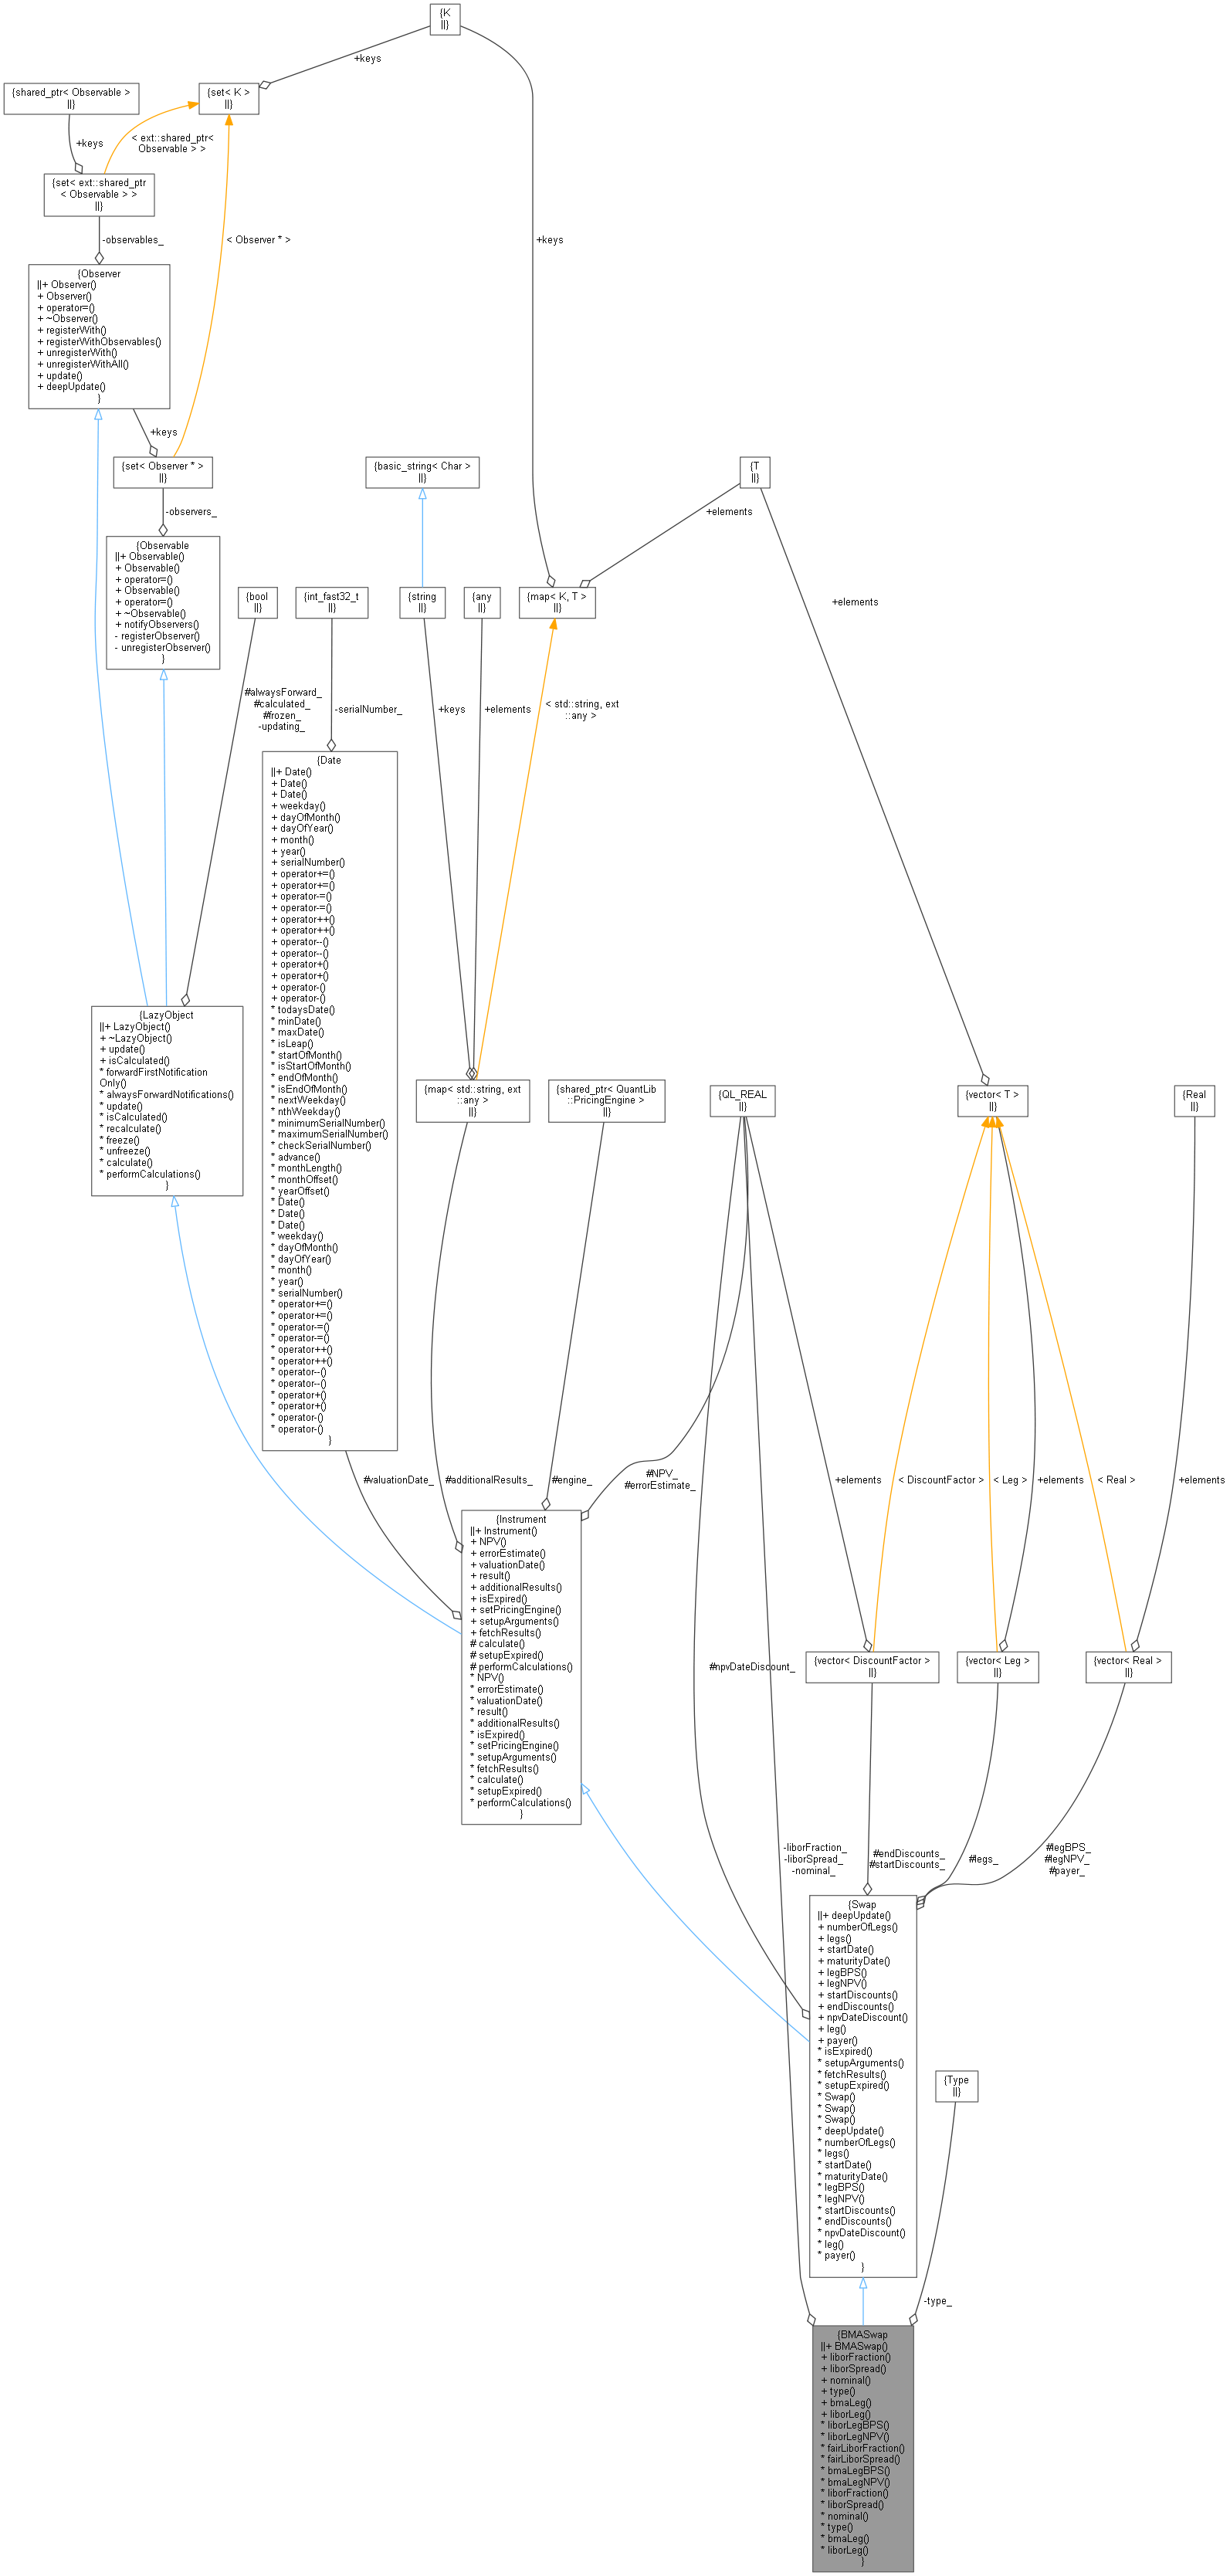 {K
||}
+keys
{shared_ptr< Observable >
||}
{set< K >
||}
+keys
< ext::shared_ptr<
Observable > >
{set< ext::shared_ptr
< Observable > >
||}
-observables_
< Observer * >
+keys
{Observer
||+ Observer()
+ Observer()
+ operator=()
+ ~Observer()
+ registerWith()
+ registerWithObservables()
+ unregisterWith()
+ unregisterWithAll()
+ update()
+ deepUpdate()
}
+keys
{set< Observer * >
||}
{basic_string< Char >
||}
{T
||}
-observers_
+elements
{Observable
||+ Observable()
+ Observable()
+ operator=()
+ Observable()
+ operator=()
+ ~Observable()
+ notifyObservers()
- registerObserver()
- unregisterObserver()
}
{bool
||}
{int_fast32_t
||}
{string
||}
{any
||}
{map< K, T >
||}
+elements
#alwaysForward_
#calculated_
#frozen_
-updating_
-serialNumber_
+keys
+elements
< std::string, ext
::any >
{Date
||+ Date()
+ Date()
+ Date()
+ weekday()
+ dayOfMonth()
+ dayOfYear()
+ month()
+ year()
+ serialNumber()
+ operator+=()
+ operator+=()
+ operator-=()
+ operator-=()
+ operator++()
+ operator++()
+ operator--()
+ operator--()
+ operator+()
+ operator+()
+ operator-()
+ operator-()
* todaysDate()
* minDate()
* maxDate()
* isLeap()
* startOfMonth()
* isStartOfMonth()
* endOfMonth()
* isEndOfMonth()
* nextWeekday()
* nthWeekday()
* minimumSerialNumber()
* maximumSerialNumber()
* checkSerialNumber()
* advance()
* monthLength()
* monthOffset()
* yearOffset()
* Date()
* Date()
* Date()
* weekday()
* dayOfMonth()
* dayOfYear()
* month()
* year()
* serialNumber()
* operator+=()
* operator+=()
* operator-=()
* operator-=()
* operator++()
* operator++()
* operator--()
* operator--()
* operator+()
* operator+()
* operator-()
* operator-()
}
{LazyObject
||+ LazyObject()
+ ~LazyObject()
+ update()
+ isCalculated()
* forwardFirstNotification
Only()
* alwaysForwardNotifications()
* update()
* isCalculated()
* recalculate()
* freeze()
* unfreeze()
* calculate()
* performCalculations()
}
{map< std::string, ext
::any >
||}
{shared_ptr< QuantLib
::PricingEngine >
||}
{QL_REAL
||}
{vector< T >
||}
{Real
||}
#valuationDate_
#additionalResults_
#engine_
#NPV_
#errorEstimate_
+elements
< DiscountFactor >
< Leg >
+elements
< Real >
+elements
{Instrument
||+ Instrument()
+ NPV()
+ errorEstimate()
+ valuationDate()
+ result()
+ additionalResults()
+ isExpired()
+ setPricingEngine()
+ setupArguments()
+ fetchResults()
# calculate()
# setupExpired()
# performCalculations()
* NPV()
* errorEstimate()
* valuationDate()
* result()
* additionalResults()
* isExpired()
* setPricingEngine()
* setupArguments()
* fetchResults()
* calculate()
* setupExpired()
* performCalculations()
}
#npvDateDiscount_
{vector< DiscountFactor >
||}
{vector< Leg >
||}
{vector< Real >
||}
-liborFraction_
-liborSpread_
-nominal_
#endDiscounts_
#startDiscounts_
#legs_
#legBPS_
#legNPV_
#payer_
{Swap
||+ deepUpdate()
+ numberOfLegs()
+ legs()
+ startDate()
+ maturityDate()
+ legBPS()
+ legNPV()
+ startDiscounts()
+ endDiscounts()
+ npvDateDiscount()
+ leg()
+ payer()
* isExpired()
* setupArguments()
* fetchResults()
* setupExpired()
* Swap()
* Swap()
* Swap()
* deepUpdate()
* numberOfLegs()
* legs()
* startDate()
* maturityDate()
* legBPS()
* legNPV()
* startDiscounts()
* endDiscounts()
* npvDateDiscount()
* leg()
* payer()
}
{Type
||}
-type_
{BMASwap
||+ BMASwap()
+ liborFraction()
+ liborSpread()
+ nominal()
+ type()
+ bmaLeg()
+ liborLeg()
* liborLegBPS()
* liborLegNPV()
* fairLiborFraction()
* fairLiborSpread()
* bmaLegBPS()
* bmaLegNPV()
* liborFraction()
* liborSpread()
* nominal()
* type()
* bmaLeg()
* liborLeg()
}